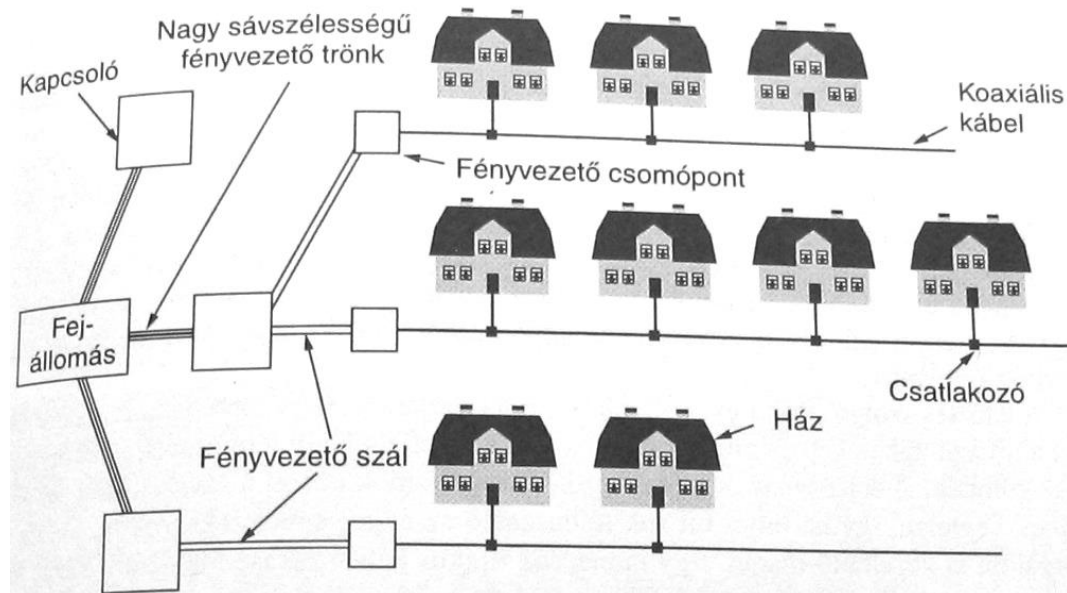 Nagy sávszélességű
fényvezető trönk
Kapcsoló
Koaxiális
kábel
Fényvezető csomópont
Fej-
állomás
Csatlakozó
Ház
Fényvezető szál